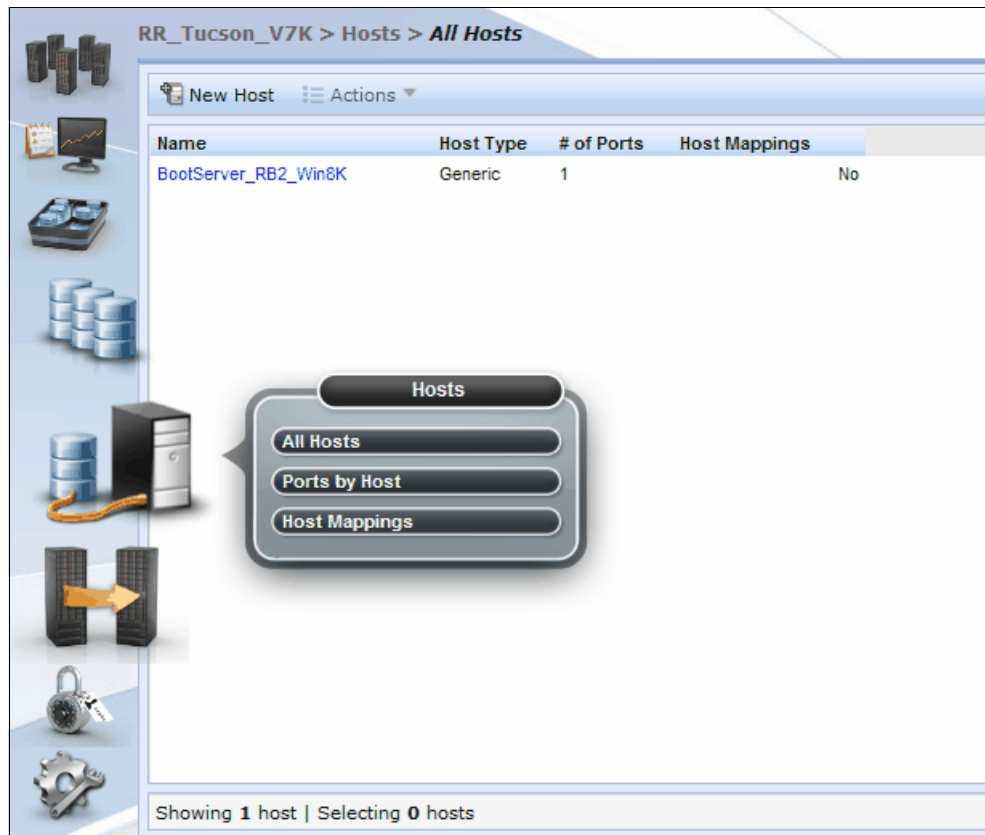 RR_Tucson_V7K > Hosts > All Hosts
New Host Actions
Name Host Type # of Ports Host Mappings
BootServer_RB2_Win8K Generic 1 No
Hosts
All Hosts
Ports by Host
Host Mappings
Showing 1 host | Selecting 0 hosts